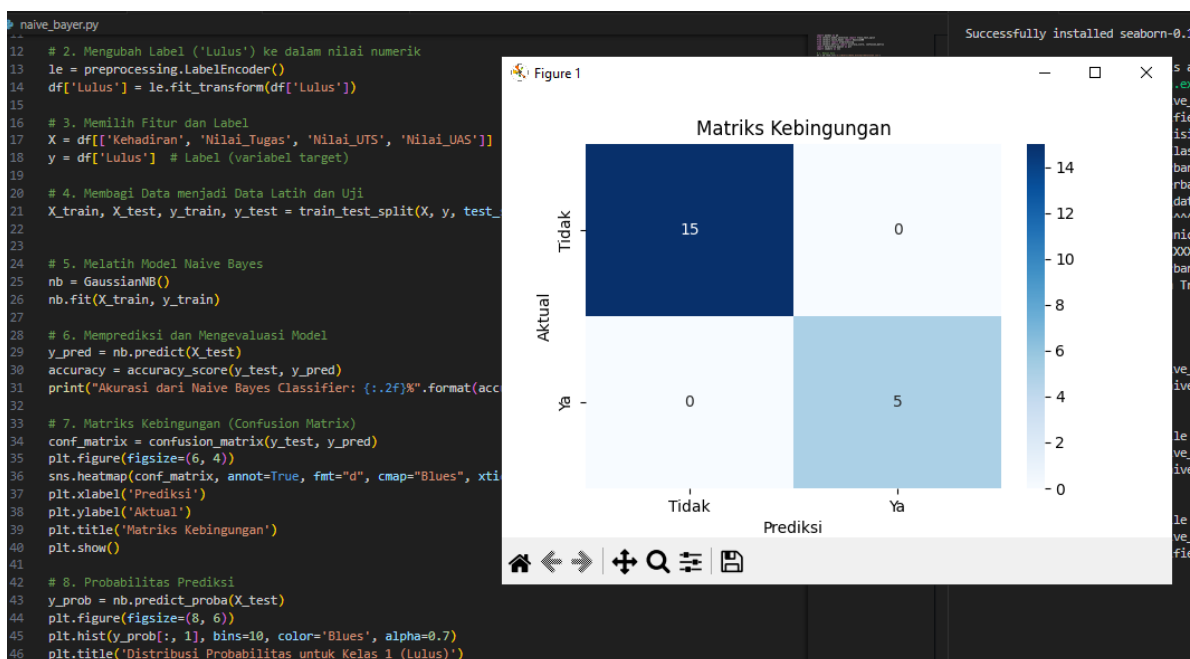 naive_bayer.py
12 # 2. Mengubah Label ('Lulus') ke dalam nilai numerik
13 le = preprocessing.LabelEncoder()
14 df['Lulus'] = le.fit_transform(df['Lulus'])
15
16 # 3. Memilih Fitur dan Label
17 X = df[['Kehadiran', 'Nilai_Tugas', 'Nilai_UTS', 'Nilai_UAS']]
18 y = df['Lulus']  # Label (variabel target)
19
20 # 4. Membagi Data menjadi Data Latih dan Uji
21 X_train, X_test, y_train, y_test = train_test_split(X, y, test_
22
23
24 # 5. Melatih Model Naive Bayes
25 nb = GaussianNB()
26 nb.fit(X_train, y_train)
27
28 # 6. Memprediksi dan Mengevaluasi Model
29 y_pred = nb.predict(X_test)
30 accuracy = accuracy_score(y_test, y_pred)
31 print("Akurasi dari Naive Bayes Classifier: {:.2f}%".format(acc
32
33 # 7. Matriks Kebingungan (Confusion Matrix)
34 conf_matrix = confusion_matrix(y_test, y_pred)
35 plt.figure(figsize=(6, 4))
36 sns.heatmap(conf_matrix, annot=True, fmt="d", cmap="Blues", xti
37 plt.xlabel('Prediksi')
38 plt.ylabel('Aktual')
39 plt.title('Matriks Kebingungan')
40 plt.show()
41
42 # 8. Probabilitas Prediksi
43 y_prob = nb.predict_proba(X_test)
44 plt.figure(figsize=(8, 6))
45 plt.hist(y_prob[:, 1], bins=10, color='Blues', alpha=0.7)
46 plt.title('Distribusi Probabilitas untuk Kelas 1 (Lulus)')
Figure 1
Matriks Kebingungan
Aktual
Tidak
15 0
Ya
0 5
Tidak Ya
Prediksi
14
12
10
8
6
4
2
0
Successfully installed seaborn-0.1